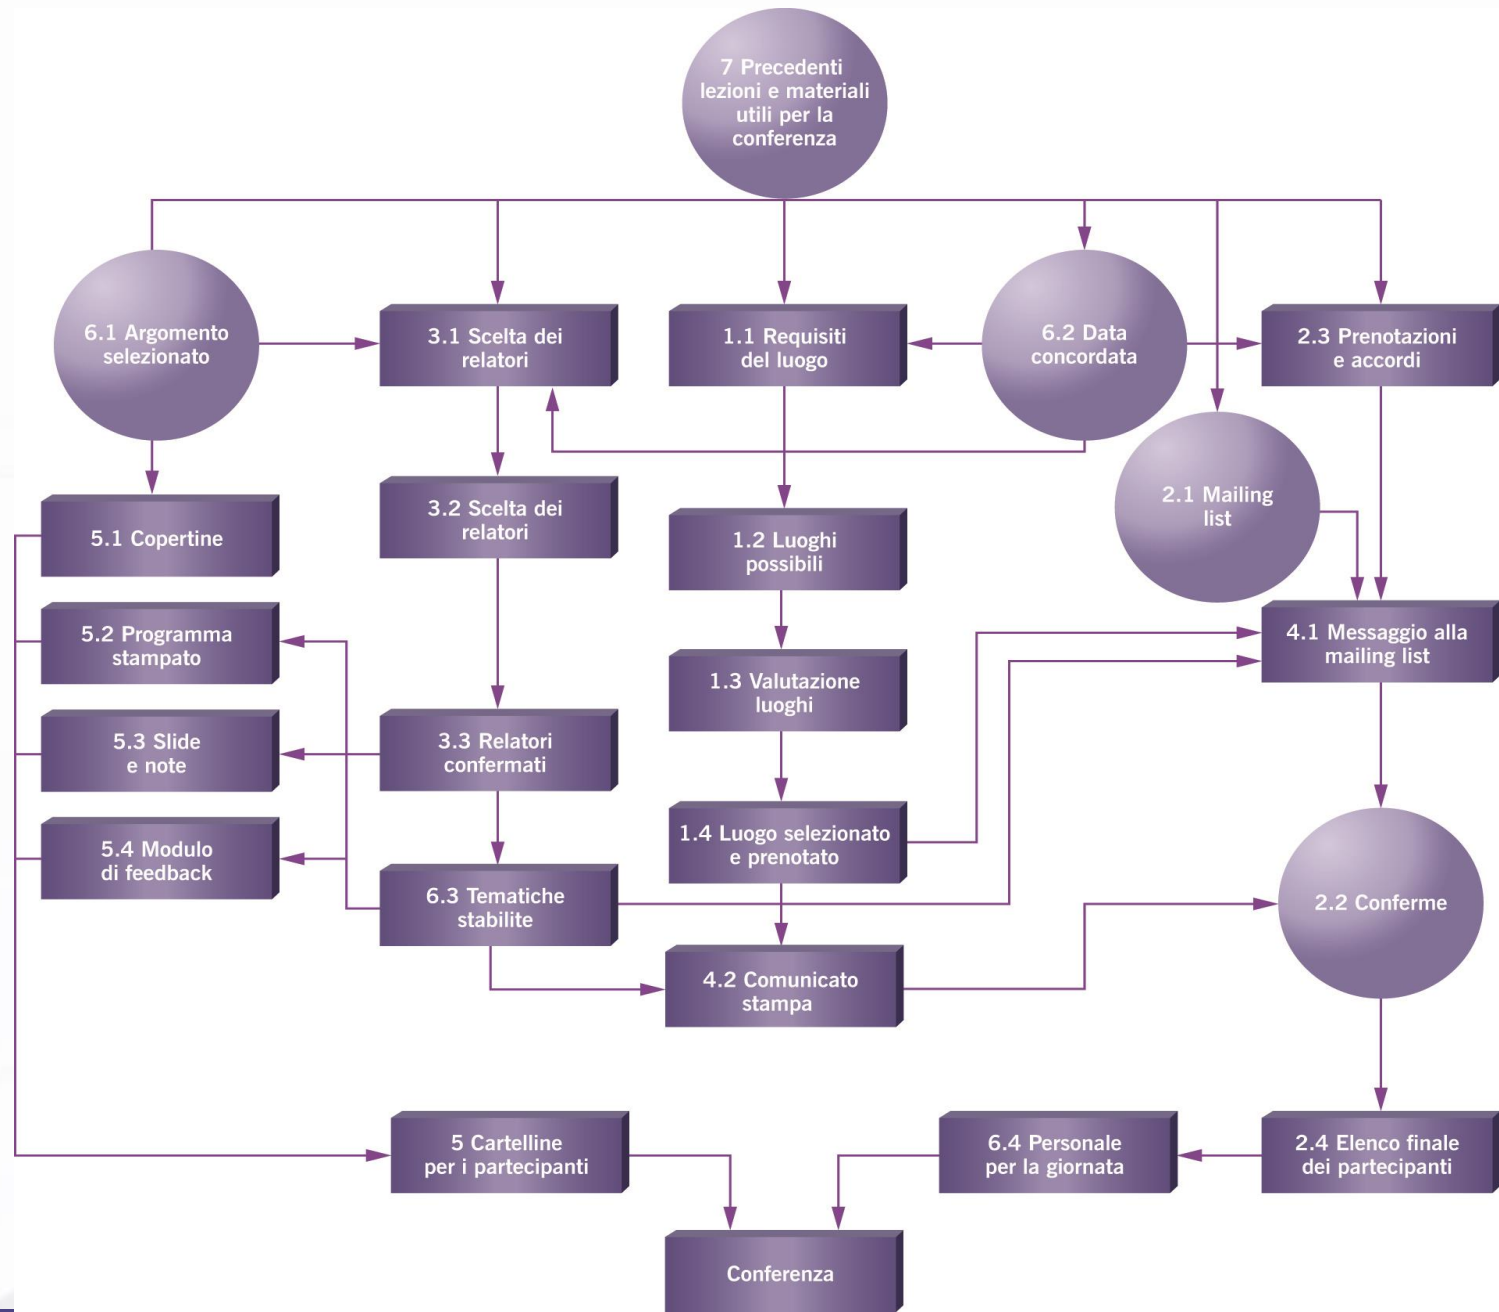 7 Precedenti
lezioni e materiali
utili per la
conferenza
6.1 Argomento
selezionato
3.1 Scelta dei
relatori
1.1 Requisiti
del luogo
6.2 Data
concordata
2.3 Prenotazioni
e accordi
2.1 Mailing
list
5.1 Copertine
3.2 Scelta dei
relatori
1.2 Luoghi
possibili
5.2 Programma
stampato
4.1 Messaggio alla
mailing list
1.3 Valutazione
luoghi
5.3 Slide
e note
3.3 Relatori
confermati
5.4 Modulo
di feedback
1.4 Luogo selezionato
e prenotato
6.3 Tematiche
stabilite
2.2 Conferme
4.2 Comunicato
stampa
5 Cartelline
per i partecipanti
6.4 Personale
per la giornata
2.4 Elenco finale
dei partecipanti
Conferenza